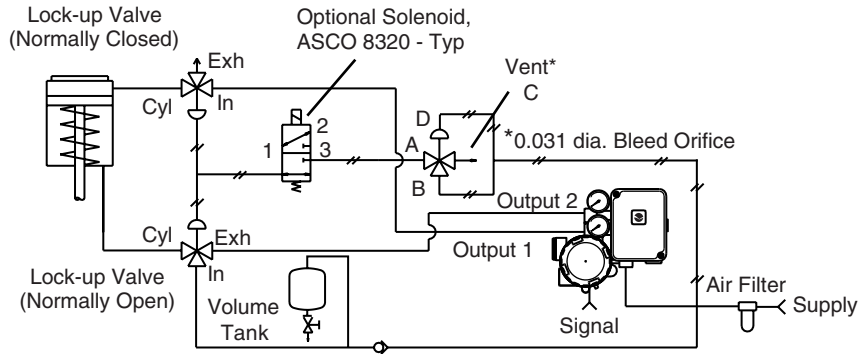 Lock-up Valve
(Normally Closed)
Optional Solenoid,
ASCO 8320 - Typ
Exh
Cyl
In
Vent*
C
D
2
1
3
A
B
*0.031 dia. Bleed Orifice
Output 2
Cyl
Exh
Output 1
In
Lock-up Valve
(Normally Open)
Volume
Tank
Signal
Air Filter
Supply